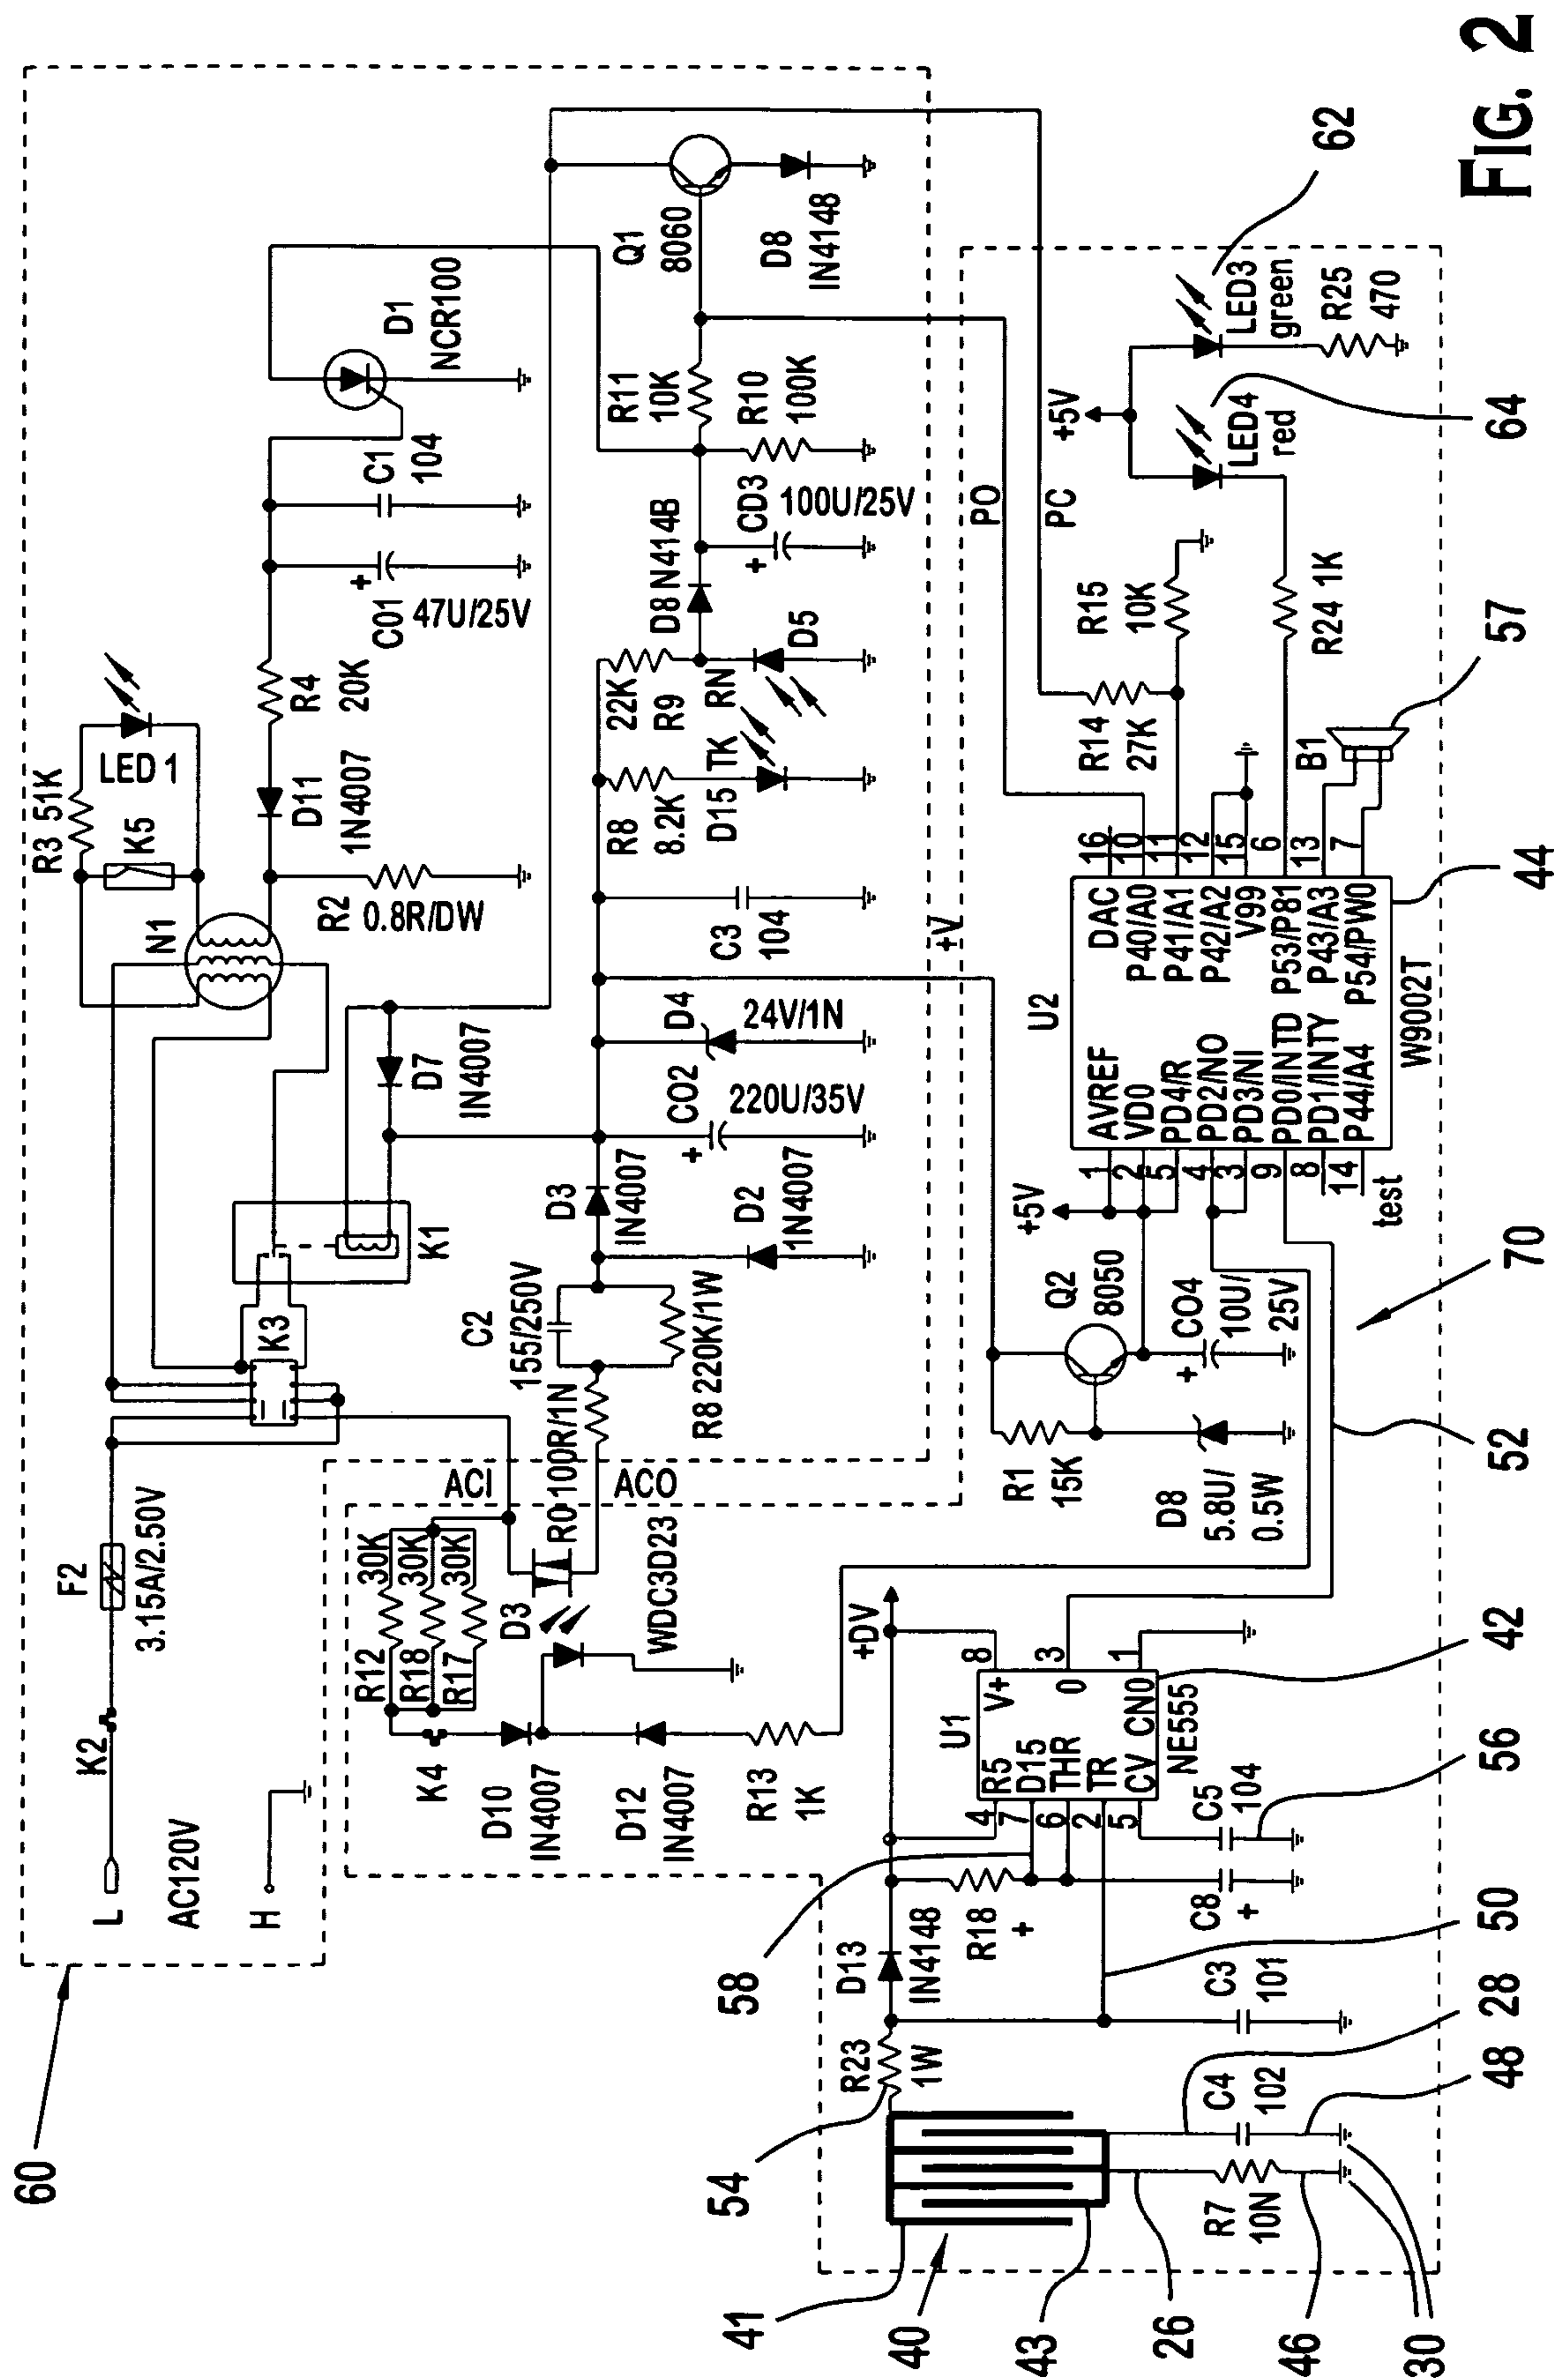 60
L
AC120V
H
K2
F2
3.15A/2.50V
K3
K1
N1
R3 51K
K5
LED 1
D11
1N4007
R2
0.8R/DW
R4
20K
CO1
+
47U/25V
C1
104
D1
NCR100
D7
IN4007
ACI
ACO
R0 100R/1N
C2
155/250V
R8 220K/1W
D3
IN4007
D2
1N4007
CO2
+
220U/35V
D4
24V/1N
+V
C3
104
R8
8.2K
D15
TK
22K
R9
RN
D5
D8 N414B
CD3
+
100U/25V
R11
10K
R10
100K
Q1
8060
D8
IN4148
R12
R18
R17
30K
30K
30K
K4
D10
IN4007
D12
IN4007
R13
1K
D3
WDC3D23
+DV
R1
15K
D8
5.8U/
0.5W
Q2
8050
CO4
+
10U/
25V
+5V
PO
PC
R14
27K
R15
10K
+5V
LED4
red
LED3
green
R24 1K
R25
470
B1
U2
AVREF
VD0
PD4/R
PD2/NO
PD3/NI
PD0/INTD
PD1/INTY
P44/A4
DAC
P40/A0
P41/A1
P42/A2
V99
P53/P81
P43/A3
P54/PW0
1
2
5
4
3
9
8
14
16
10
11
12
15
6
13
7
W9002T
test
U1
R5
D15
THR
TR
CV
V+
0
CN0
4
7
6
2
5
8
3
1
NE555
D13
IN4148
R18
+
C8
+
C5
104
C3
101
R23
1W
C4
102
R7
10N
54
41
40
43
26
46
30
48
28
50
58
56
42
52
70
44
57
64
62
FIG. 2